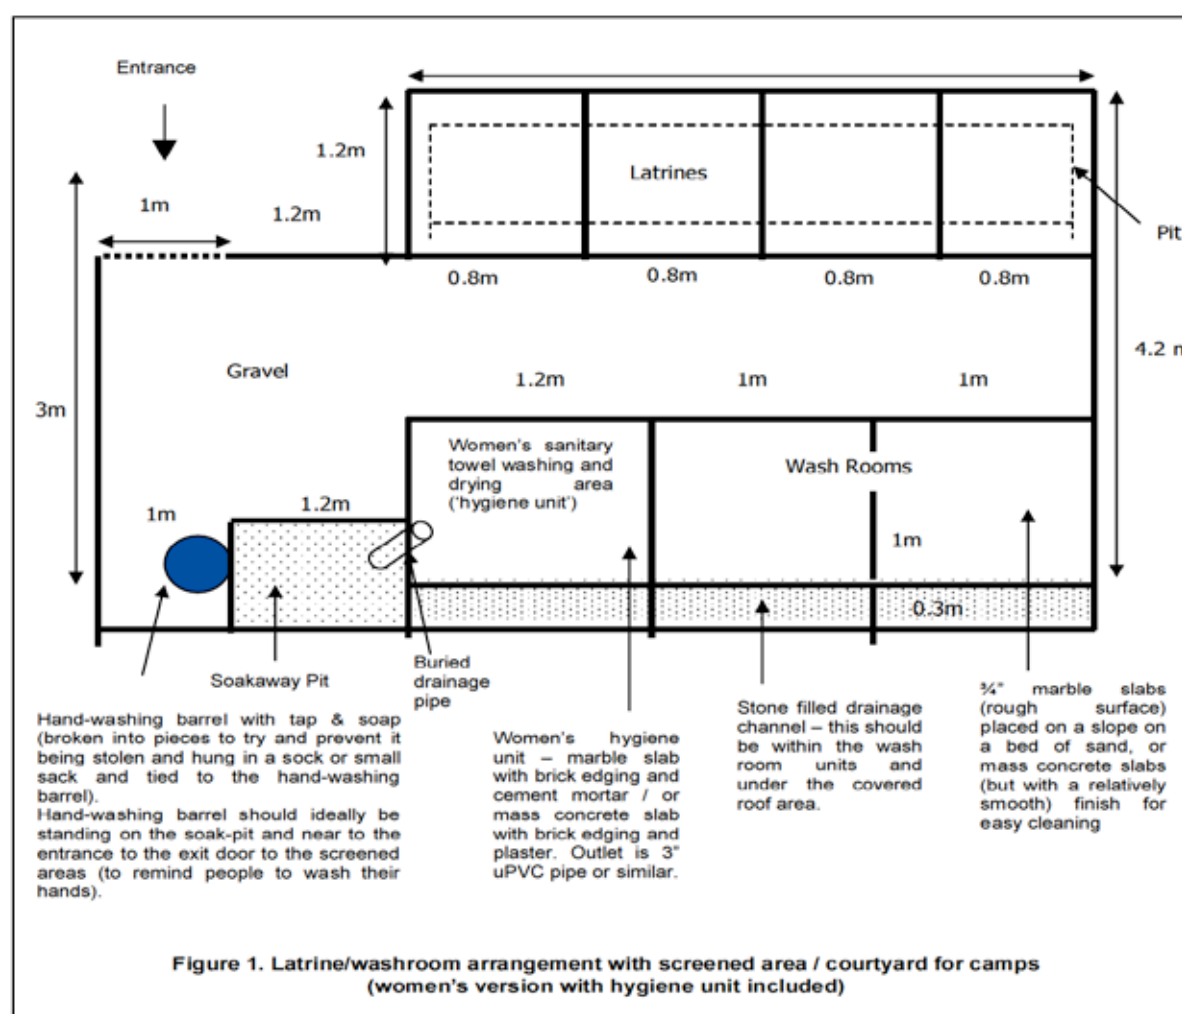 Entrance
1.2m
Latrines
1m
1.2m
Pit
0.8m
0.8m
0.8m
0.8m
4.2 m
Gravel
1.2m
1m
1m
3m
Women's sanitary
towel washing and
drying area
('hygiene unit')
Wash Rooms
1.2m
1m
1m
0.3m
Soakaway Pit
Buried
drainage
pipe
Hand-washing barrel with tap & soap
(broken into pieces to try and prevent it
being stolen and hung in a sock or small
sack and tied to the hand-washing
barrel).
Hand-washing barrel should ideally be
standing on the soak-pit and near to the
entrance to the exit door to the screened
areas (to remind people to wash their
hands).
Women's hygiene
unit – marble slab
with brick edging and
cement mortar / or
mass concrete slab
with brick edging and
plaster. Outlet is 3"
uPVC pipe or similar.
Stone filled drainage
channel – this should
be within the wash
room units and
under the covered
roof area.
¾" marble slabs
(rough surface)
placed on a slope on
a bed of sand, or
mass concrete slabs
(but with a relatively
smooth) finish for
easy cleaning
Figure 1. Latrine/washroom arrangement with screened area / courtyard for camps
(women's version with hygiene unit included)